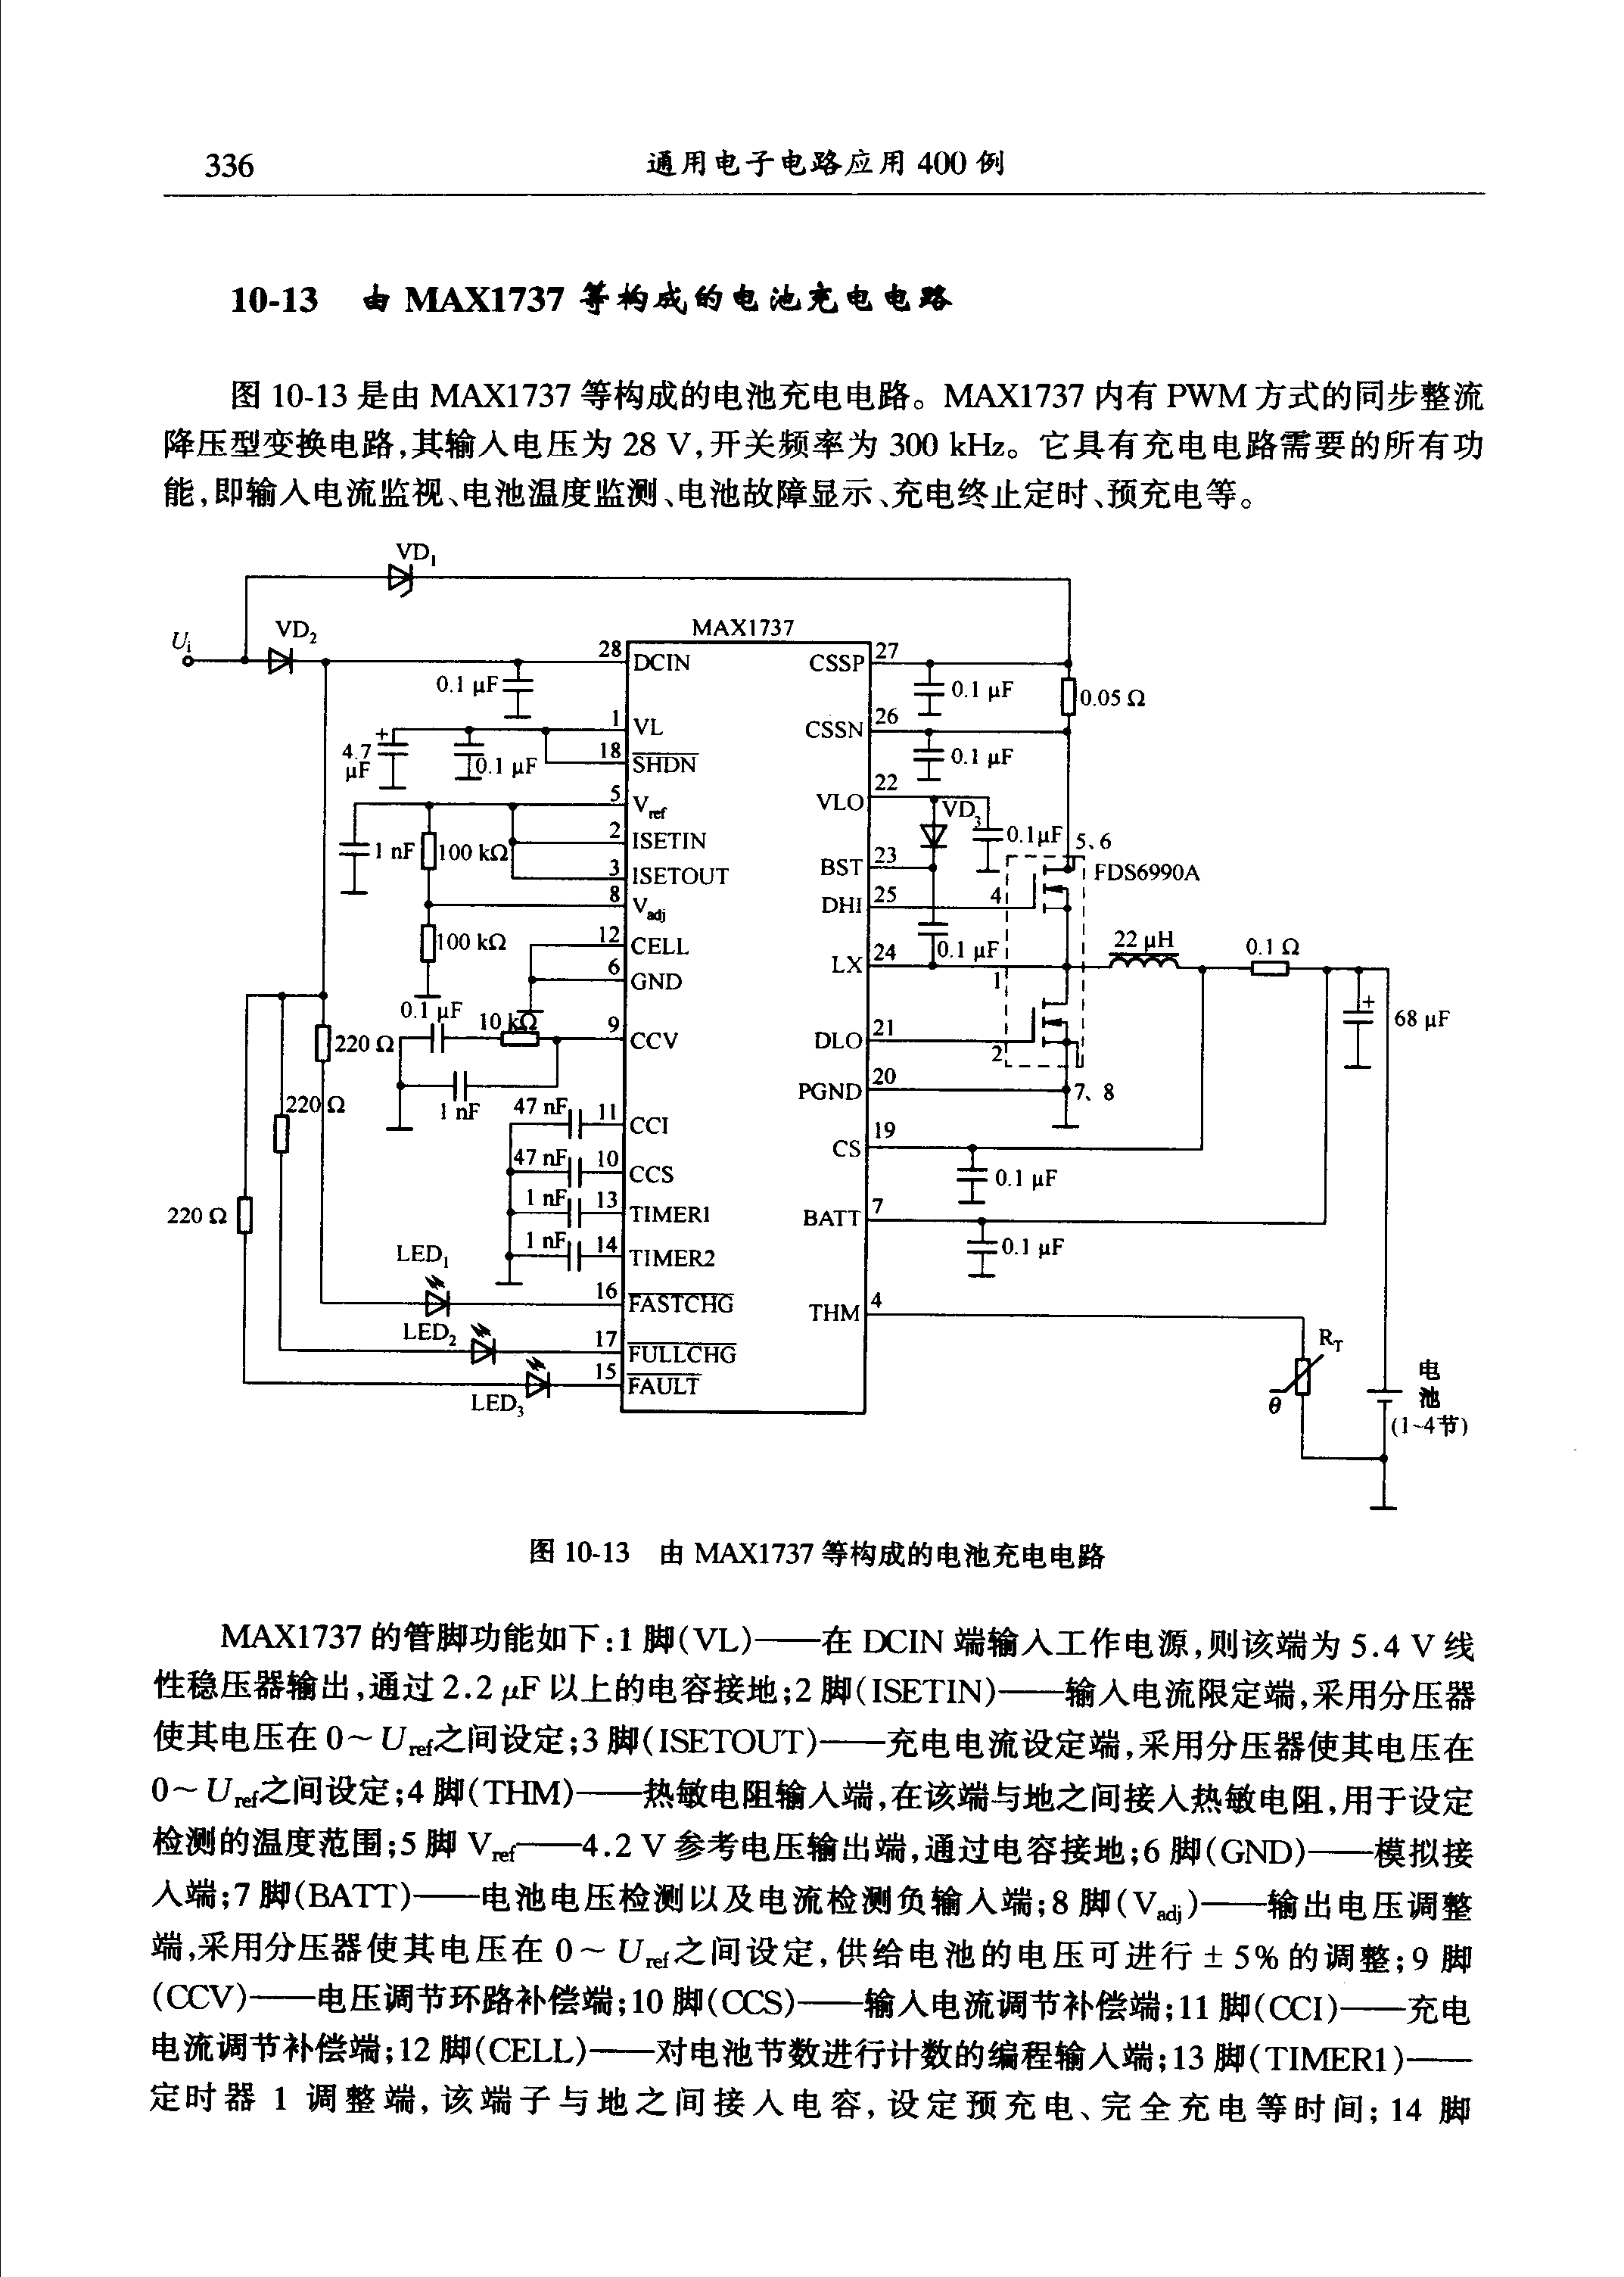 336
通用电子电路应用 400 例
10-13 由 MAX1737 等构成的电池充电电路
图 10-13 是由 MAX1737 等构成的电池充电电路。MAX1737 内有 PWM 方式的同步整流
降压型变换电路,其输入电压为 28 V,开关频率为 300 kHz。它具有充电电路需要的所有功
能,即输入电流监视、电池温度监测、电池故障显示、充电终止定时、预充电等。
VD1
Ui
VD2
MAX1737
28
DCIN
0.1 μF
1
VL
18
SHDN
+
4.7
μF
0.1 μF
5
Vref
2
ISETIN
3
ISETOUT
1 nF
100 kΩ
8
Vadj
100 kΩ
12
CELL
6
GND
0.1 μF
10 kΩ
9
CCV
220 Ω
1 nF
220 Ω
47 nF
11
CCI
47 nF
10
CCS
1 nF
13
TIMER1
220 Ω
1 nF
14
TIMER2
LED1
16
FASTCHG
LED2
17
FULLCHG
15
FAULT
LED3
CSSP
27
0.1 μF
0.05 Ω
CSSN
26
0.1 μF
VLO
22
VD3
0.1μF
5、6
BST
23
FDS6990A
DHI
25
4
0.1 μF
22 μH
0.1 Ω
LX
24
1
+
68 μF
DLO
21
2
PGND
20
7、8
CS
19
0.1 μF
BATT
7
0.1 μF
THM
4
RT
θ
电
池
(1~4节)
图 10-13 由 MAX1737 等构成的电池充电电路
MAX1737 的管脚功能如下:1 脚(VL)——在 DCIN 端输入工作电源,则该端为 5.4 V 线
性稳压器输出,通过 2.2 μF 以上的电容接地;2 脚(ISETIN)——输入电流限定端,采用分压器
使其电压在 0~Uref之间设定;3 脚(ISETOUT)——充电电流设定端,采用分压器使其电压在
0~Uref之间设定;4 脚(THM)——热敏电阻输入端,在该端与地之间接入热敏电阻,用于设定
检测的温度范围;5 脚 Vref——4.2 V 参考电压输出端,通过电容接地;6 脚(GND)——模拟接
入端;7 脚(BATT)——电池电压检测以及电流检测负输入端;8 脚(Vadj)——输出电压调整
端,采用分压器使其电压在 0~Uref之间设定,供给电池的电压可进行 ±5%的调整;9 脚
(CCV)——电压调节环路补偿端;10 脚(CCS)——输入电流调节补偿端;11 脚(CCI)——充电
电流调节补偿端;12 脚(CELL)——对电池节数进行计数的编程输入端;13 脚(TIMER1)——
定时器 1 调整端,该端子与地之间接入电容,设定预充电、完全充电等时间;14 脚